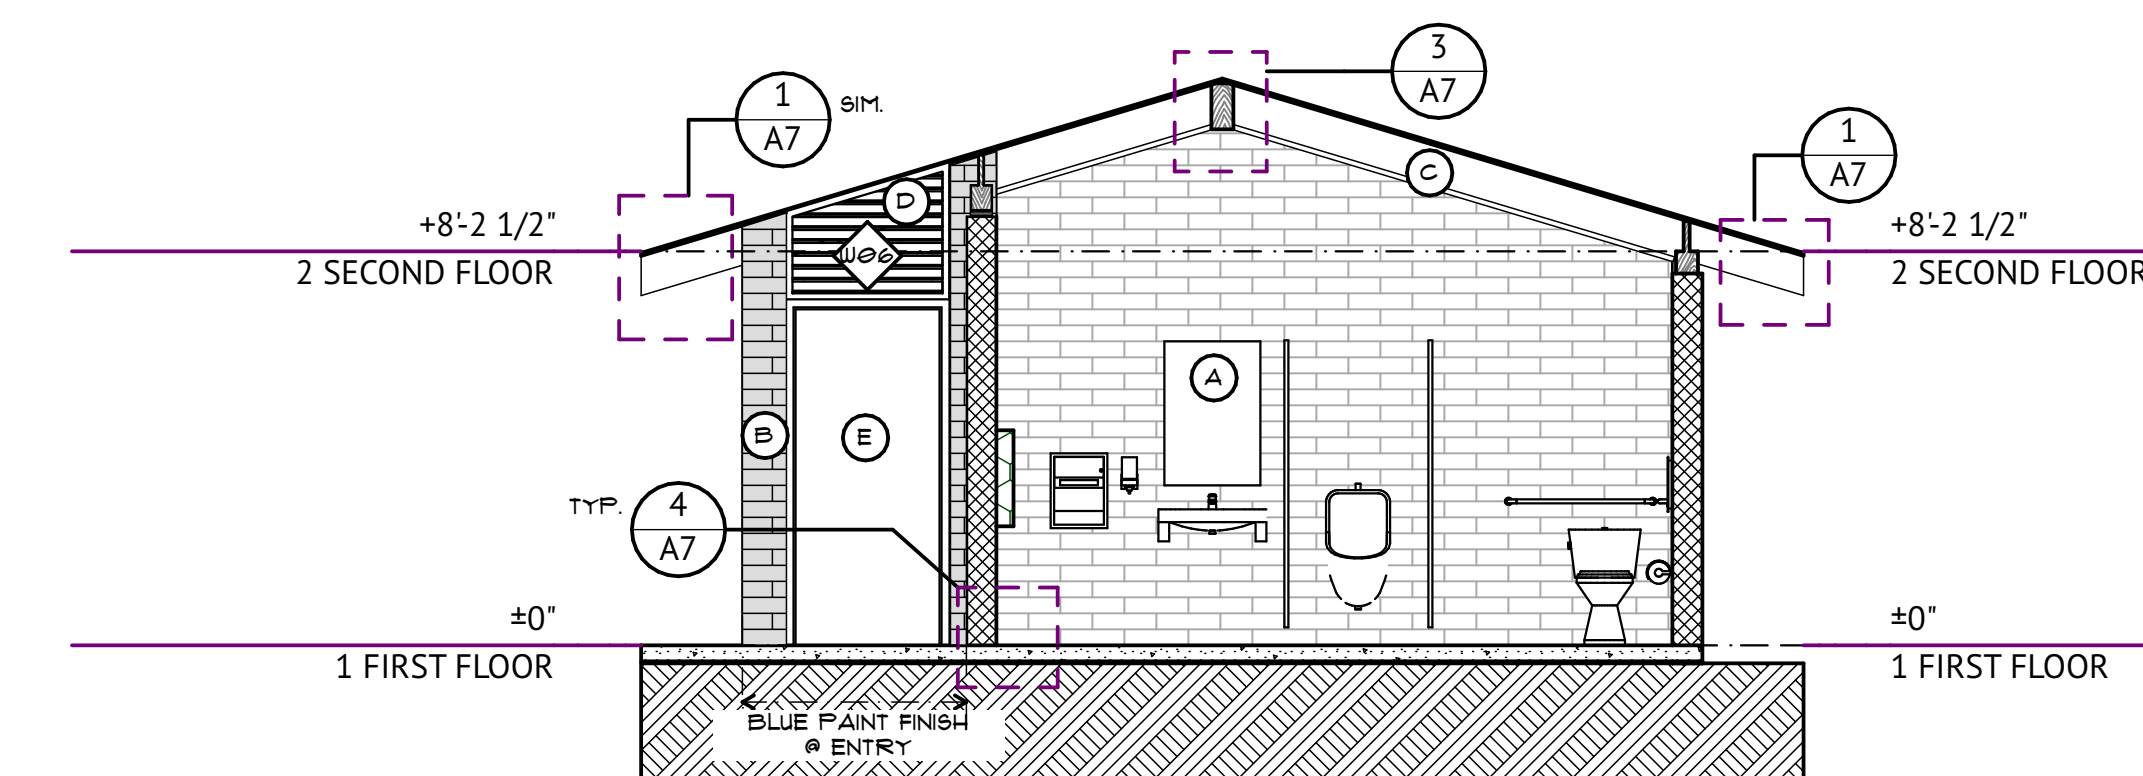 3
A7
1
A7
SIM.
1
A7
+8'-2 1/2"
2 SECOND FLOOR
+8'-2 1/2"
2 SECOND FLOOR
C
D
W06
A
B
E
TYP.
4
A7
±0"
1 FIRST FLOOR
±0"
1 FIRST FLOOR
BLUE PAINT FINISH
@ ENTRY